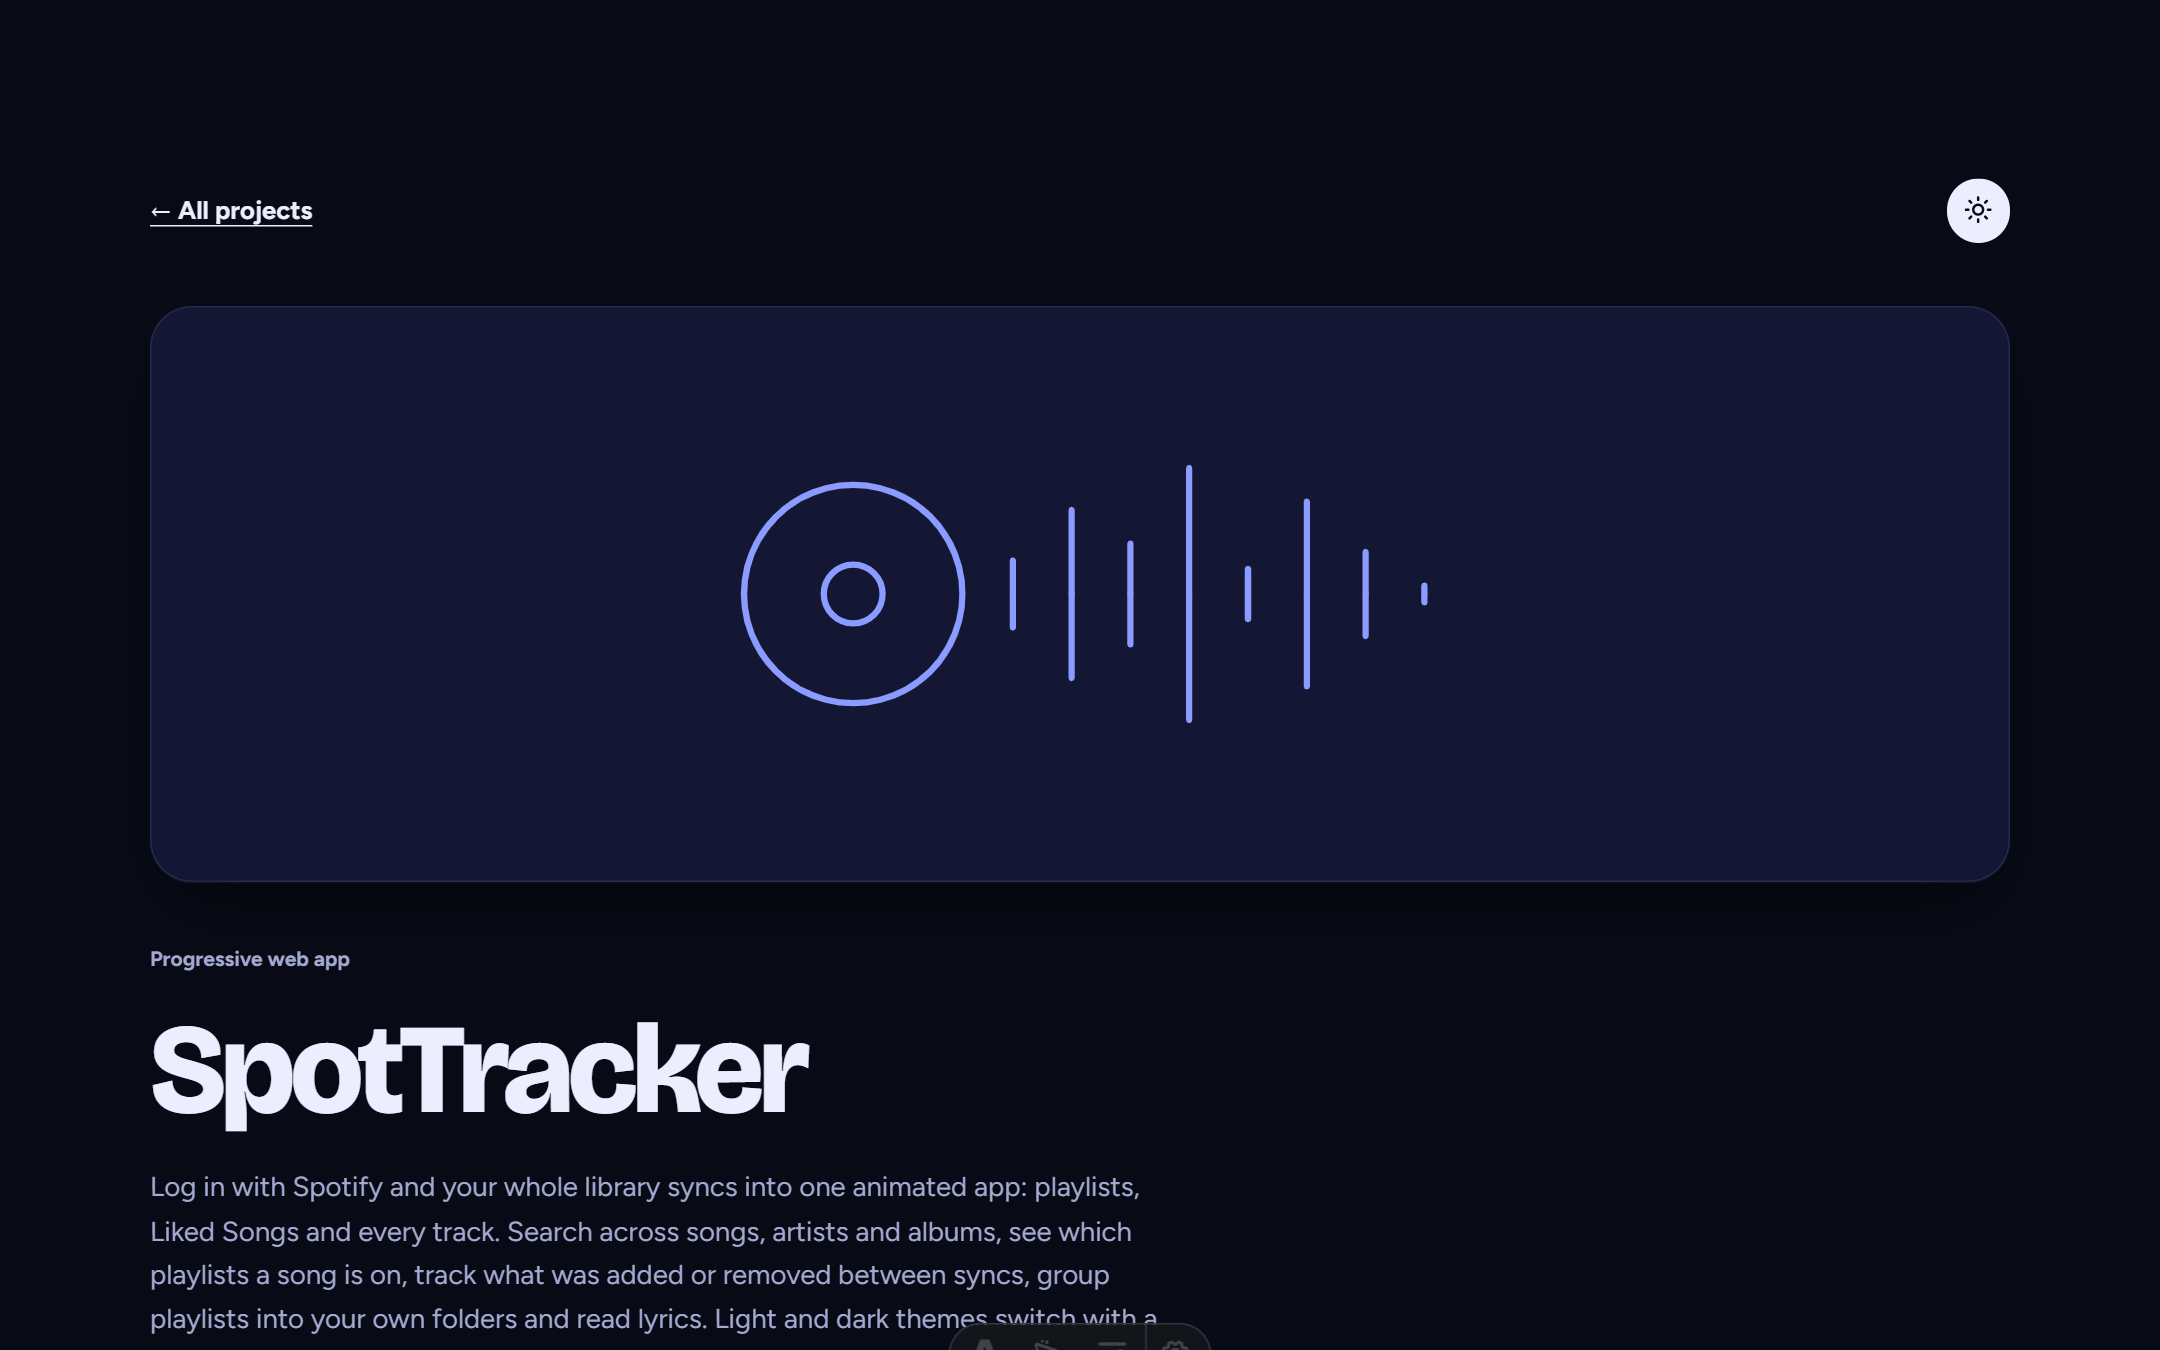 ← All projects
Progressive web app
SpotTracker
Log in with Spotify and your whole library syncs into one animated app: playlists,
Liked Songs and every track. Search across songs, artists and albums, see which
playlists a song is on, track what was added or removed between syncs, group
playlists into your own folders and read lyrics. Light and dark themes switch with a